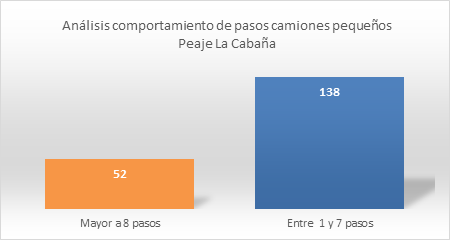 Análisis comportamiento de pasos camiones pequeños
Peaje La Cabaña
138
52
Mayor a 8 pasos
Entre 1 y 7 pasos